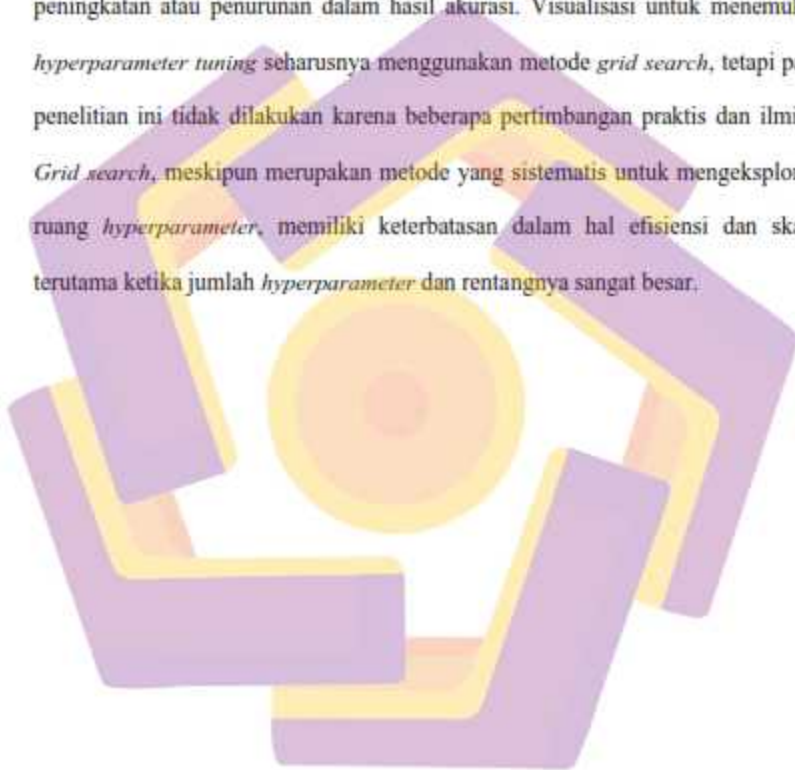 peningkatan atau penurunan dalam hasil akurasi. Visualisasi untuk menemul
hyperparameter tuning seharusnya menggunakan metode grid search, tetapi pa
penelitian ini tidak dilakukan karena beberapa pertimbangan praktis dan ilmi
Grid search, meskipun merupakan metode yang sistematis untuk mengeksplor
ruang hyperparameter, memiliki keterbatasan dalam hal efisiensi dan ska
terutama ketika jumlah hyperparameter dan rentangnya sangat besar.